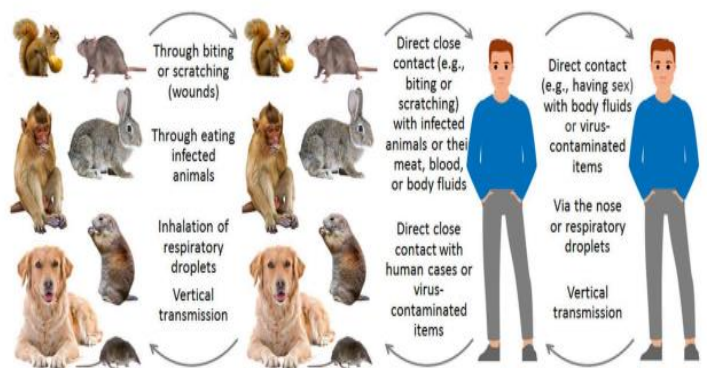 Through biting
or scratching
(wounds)
Through eating
infected
animals
Inhalation of
respiratory
droplets
Vertical
transmission
Direct close
contact (e.g.,
biting or
scratching)
with infected
animals or thei
meat, blood,
or body fluids
Direct close
contact with
human cases or
virus-
contaminated
items
Direct contact
(e.g., having sex)
with body fluids
or virus-
contaminated
items
Via the nose
or respiratory
droplets
Vertical
transmission